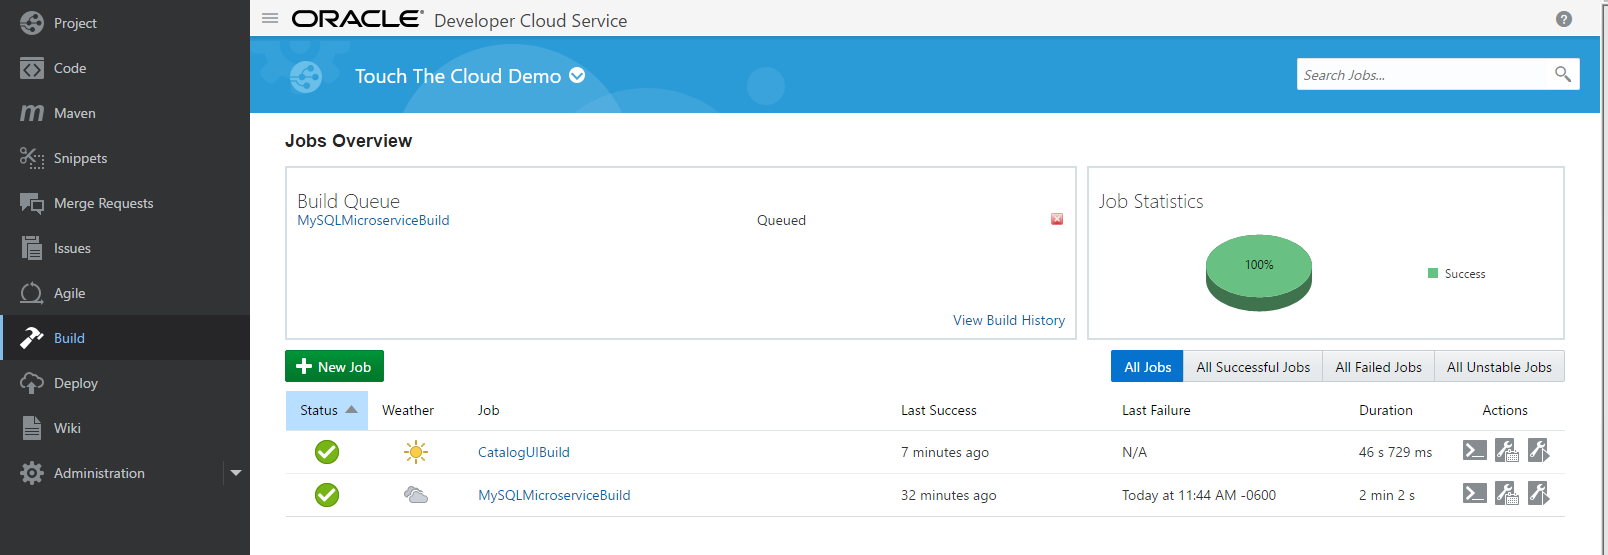 Project
Code
Maven
Snippets
Merge Requests
Issues
Agile
Build
Deploy
Wiki
Administration
ORACLE® Developer Cloud Service
Touch The Cloud Demo
Search Jobs...
Jobs Overview
Build Queue
MySQLMicroserviceBuild Queued
View Build History
Job Statistics
100%
Success
New Job
All Jobs All Successful Jobs All Failed Jobs All Unstable Jobs
Status Weather Job Last Success Last Failure Duration Actions
CatalogUIBuild 7 minutes ago N/A 46 s 729 ms
MySQLMicroserviceBuild 32 minutes ago Today at 11:44 AM -0600 2 min 2 s